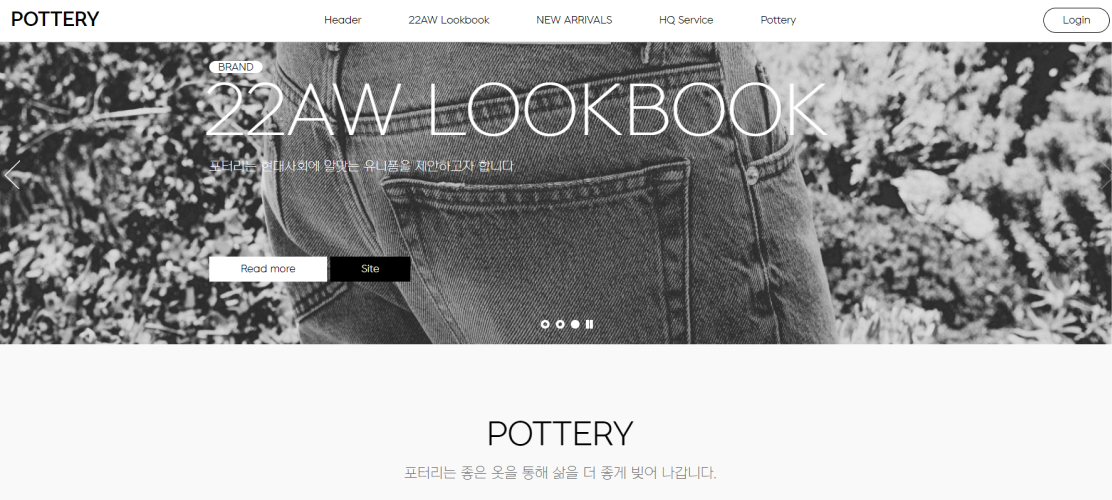 POTTERY
Header 22AW Lookbook NEW ARRIVALS HQ Service Pottery
Login
BRAND
22AW LOOKBOOK
포터리는 현대사회에 알맞는 유니폼을 제안하고자 합니다
Read more
Site
POTTERY
포터리는 좋은 옷을 통해 삶을 더 좋게 빚어 나갑니다.